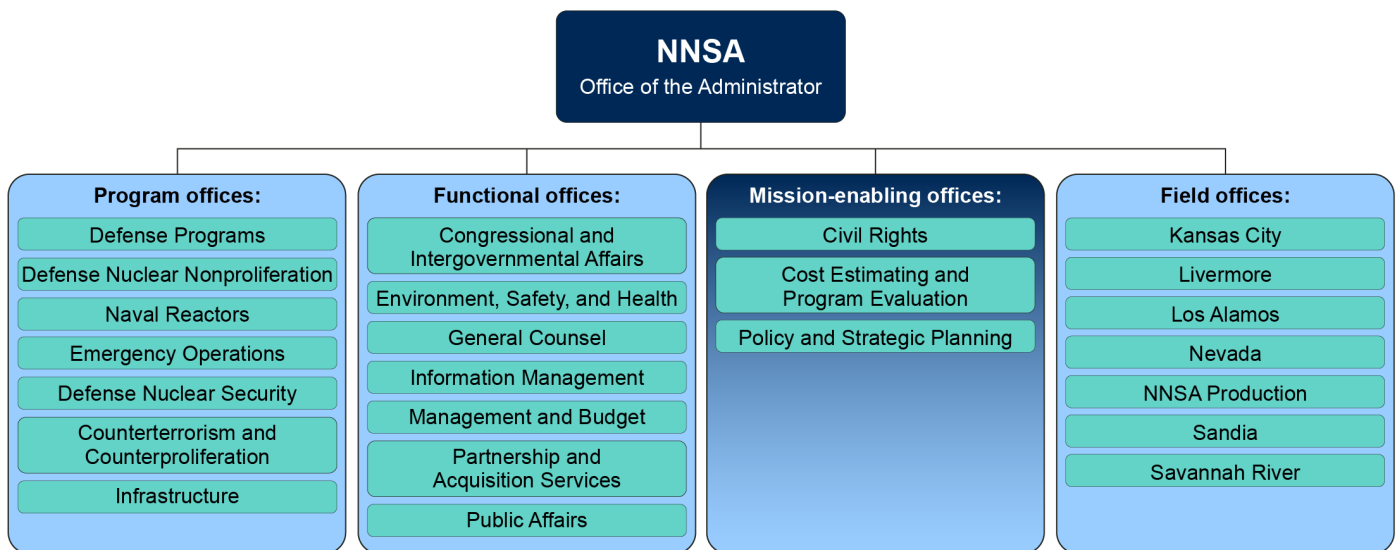 NNSA
Office of the Administrator
Program offices:
Defense Programs
Defense Nuclear Nonproliferation
Naval Reactors
Emergency Operations
Defense Nuclear Security
Counterterrorism and
Counterproliferation
Infrastructure
Functional offices:
Congressional and
Intergovernmental Affairs
Environment, Safety, and Health
General Counsel
Information Management
Management and Budget
Partnership and
Acquisition Services
Public Affairs
Mission-enabling offices:
Civil Rights
Cost Estimating and
Program Evaluation
Policy and Strategic Planning
Field offices:
Kansas City
Livermore
Los Alamos
Nevada
NNSA Production
Sandia
Savannah River